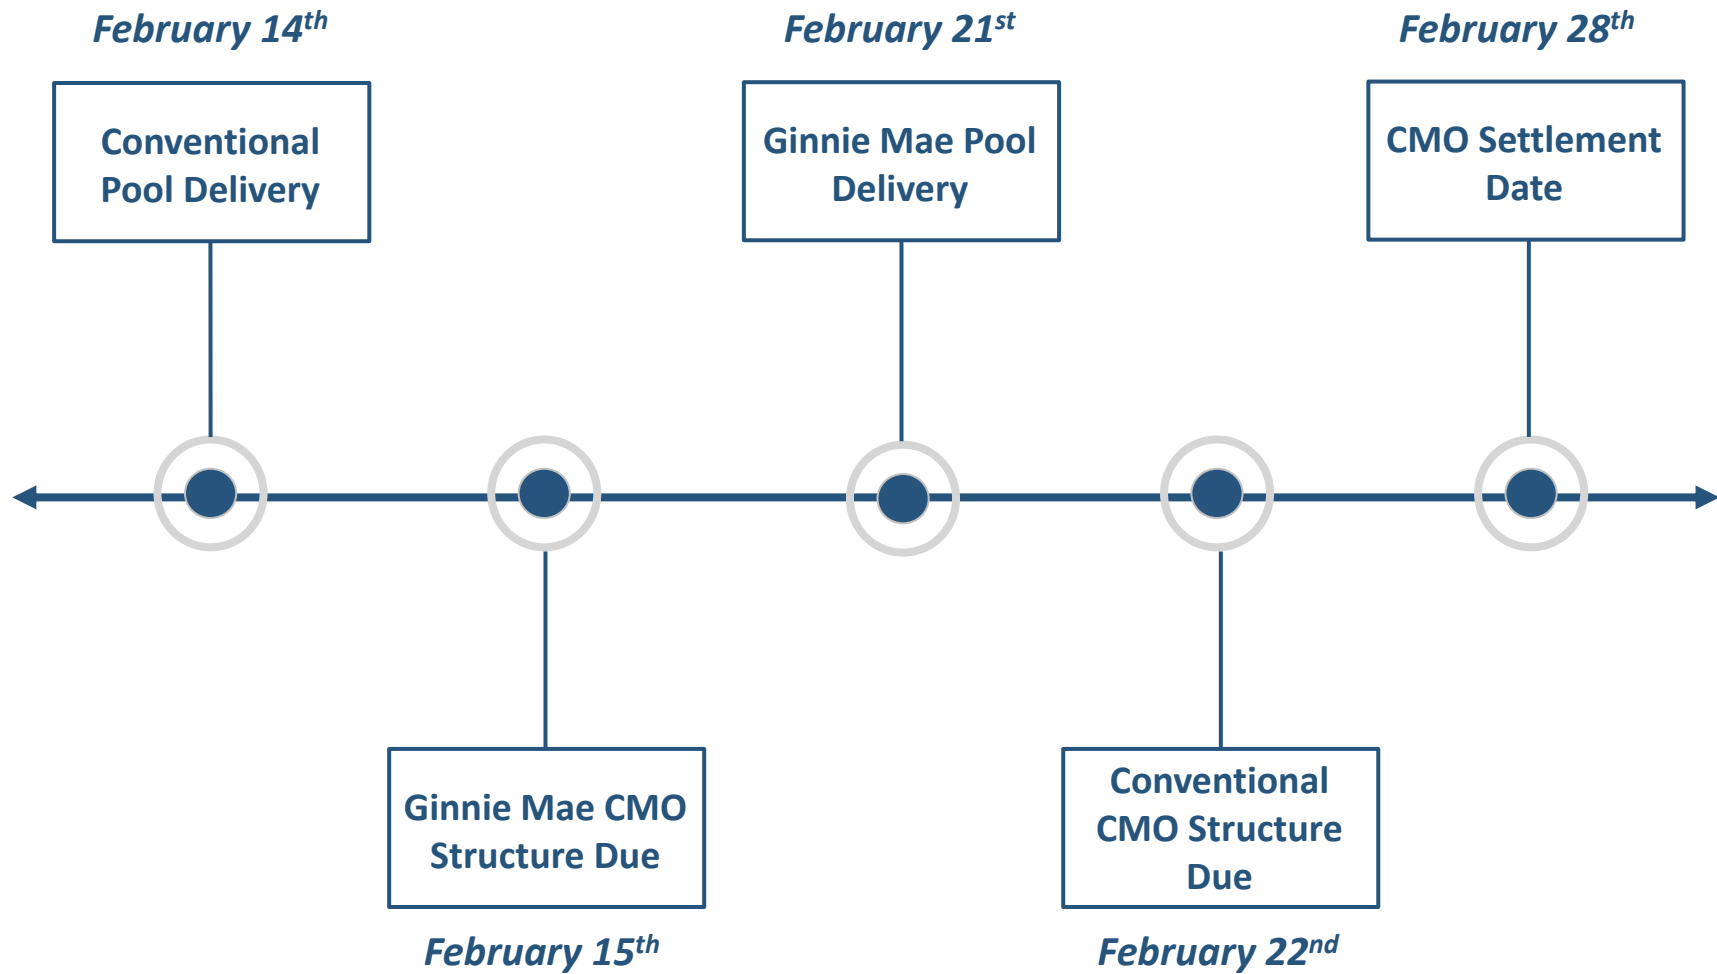 February 14th
February 21st
February 28th
Conventional
Pool Delivery
Ginnie Mae Pool
Delivery
CMO Settlement
Date
Ginnie Mae CMO
Structure Due
Conventional
CMO Structure
Due
February 15th
February 22nd